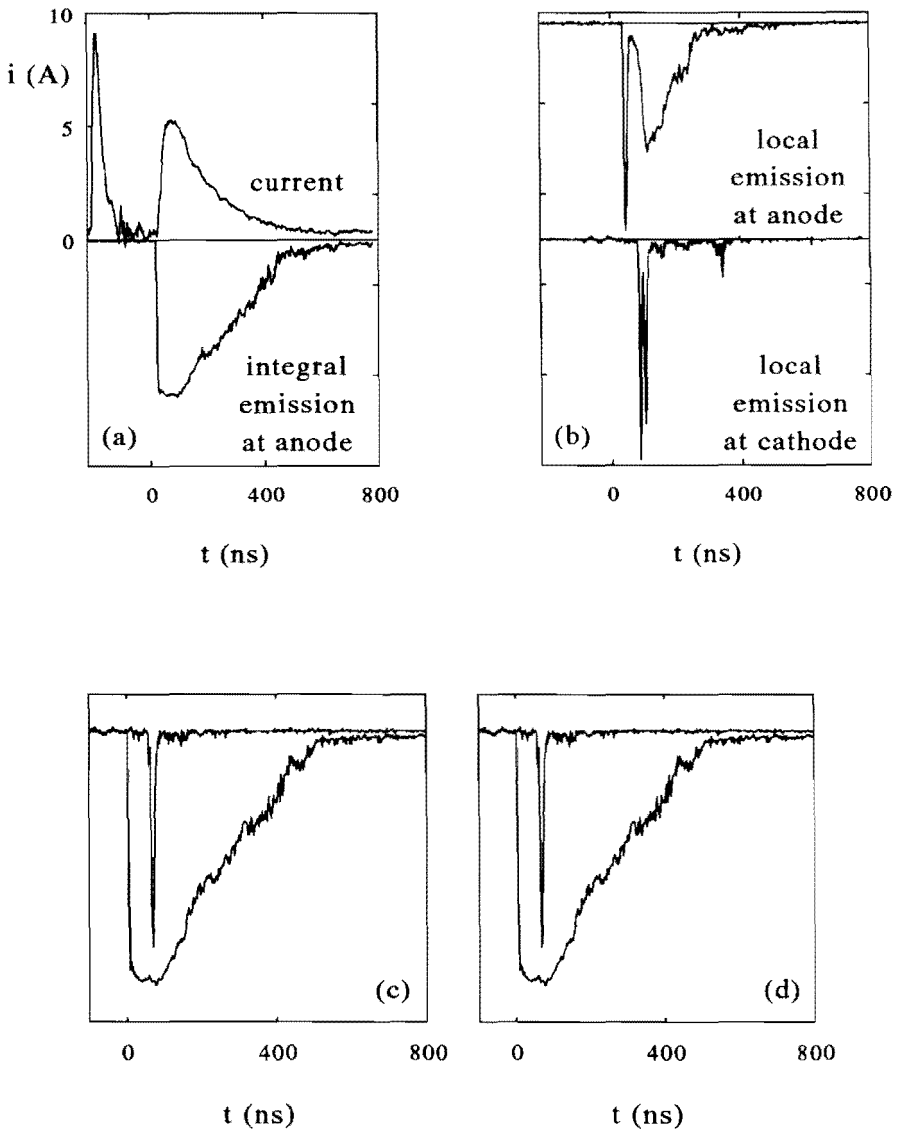 10
i (A)
5
0
current
integral
emission
at anode
(a)
0 400 800
t (ns)
local
emission
at anode
local
emission
at cathode
(b)
0 400 800
t (ns)
(c)
0 400 800
t (ns)
(d)
0 400 800
t (ns)